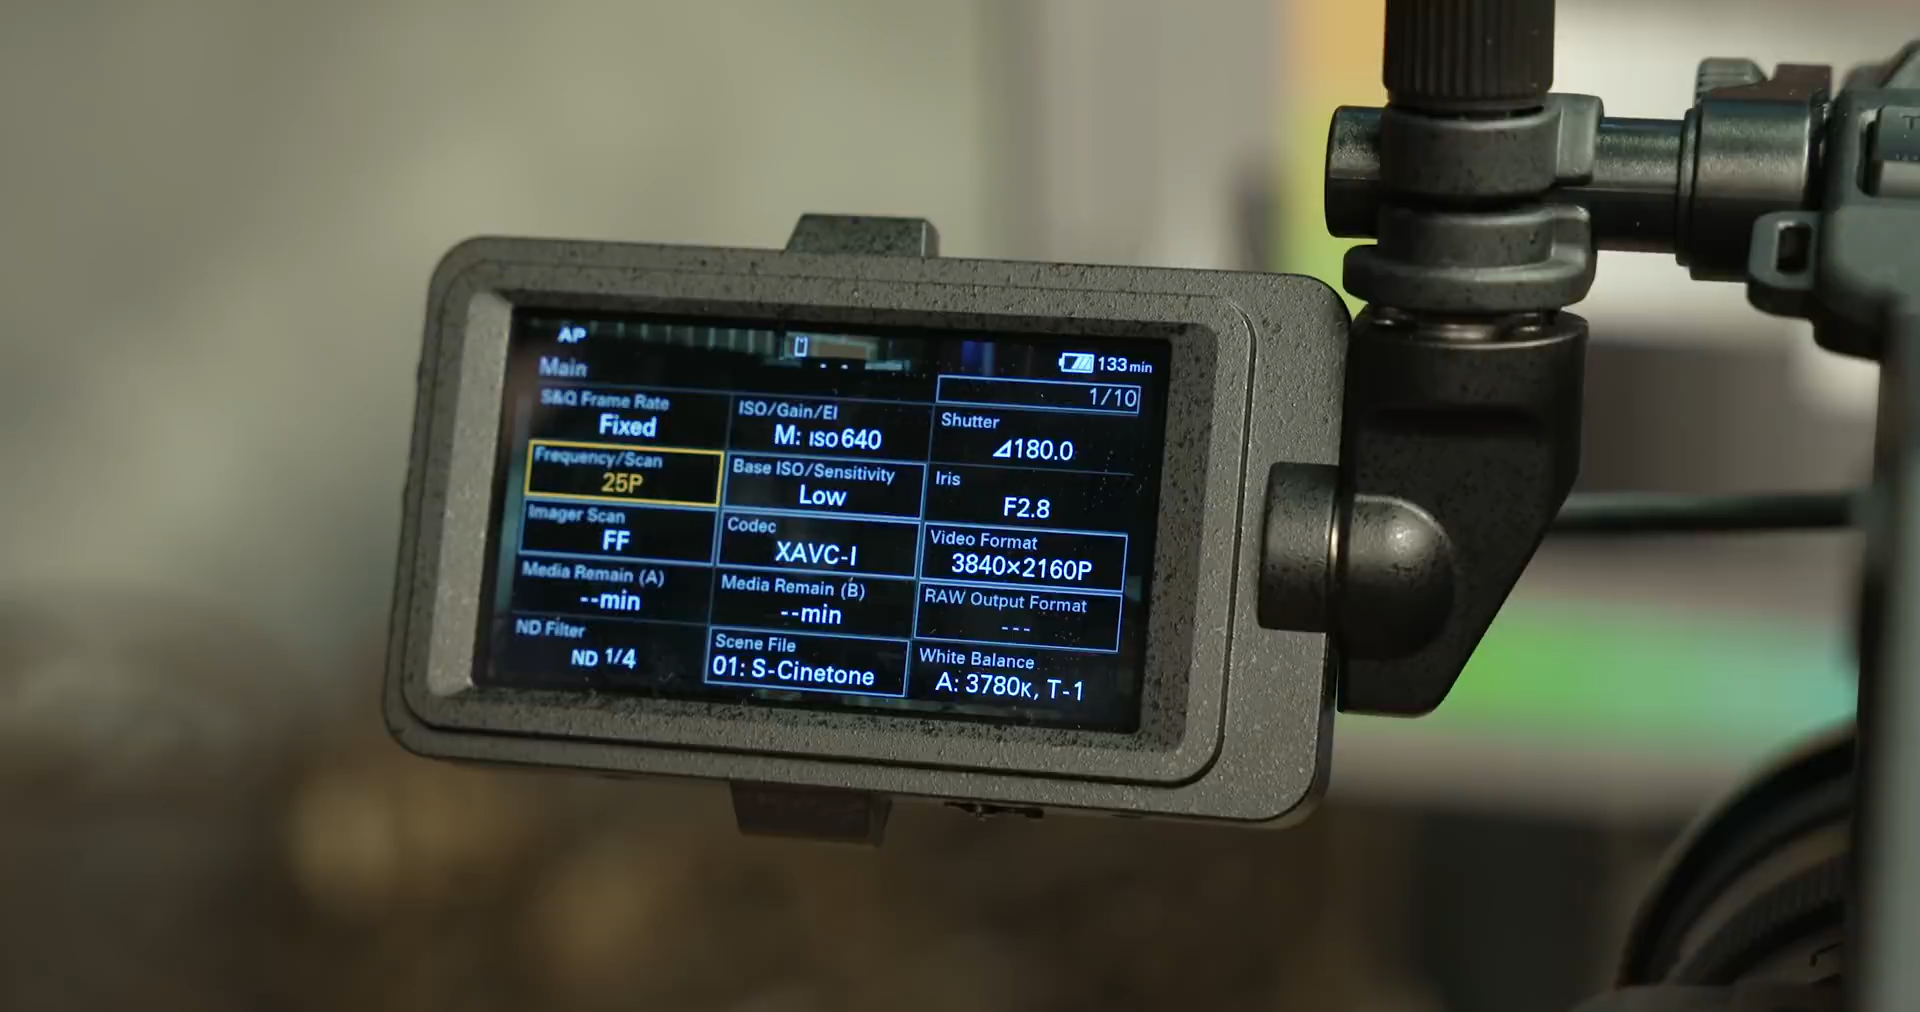 AP
133 min
Main
1/10
S&Q Frame Rate
Fixed
ISO/Gain/EI
M: ISO 640
Shutter
⊿180.0
Frequency/Scan
25P
Base ISO/Sensitivity
Low
Iris
F2.8
Imager Scan
FF
Codec
XAVC-I
Video Format
3840×2160P
Media Remain (A)
--min
Media Remain (B)
--min
RAW Output Format
---
ND Filter
ND 1/4
Scene File
01: S-Cinetone
White Balance
A: 3780K, T-1